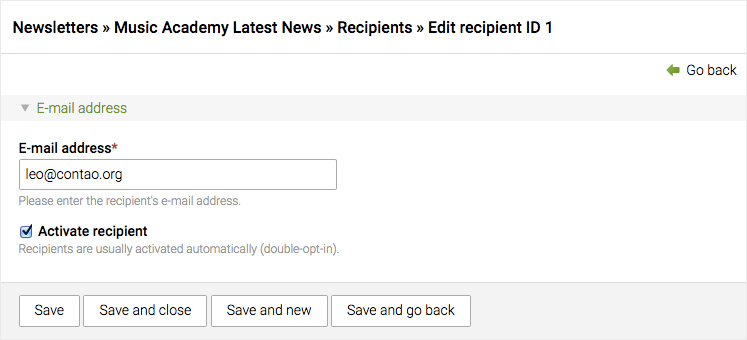 Newsletters » Music Academy Latest News » Recipients » Edit recipient ID 1
Go back
E-mail address
E-mail address*
leo@contao.org
Please enter the recipient's e-mail address.
Activate recipient
Recipients are usually activated automatically (double-opt-in).
Save Save and close Save and new Save and go back